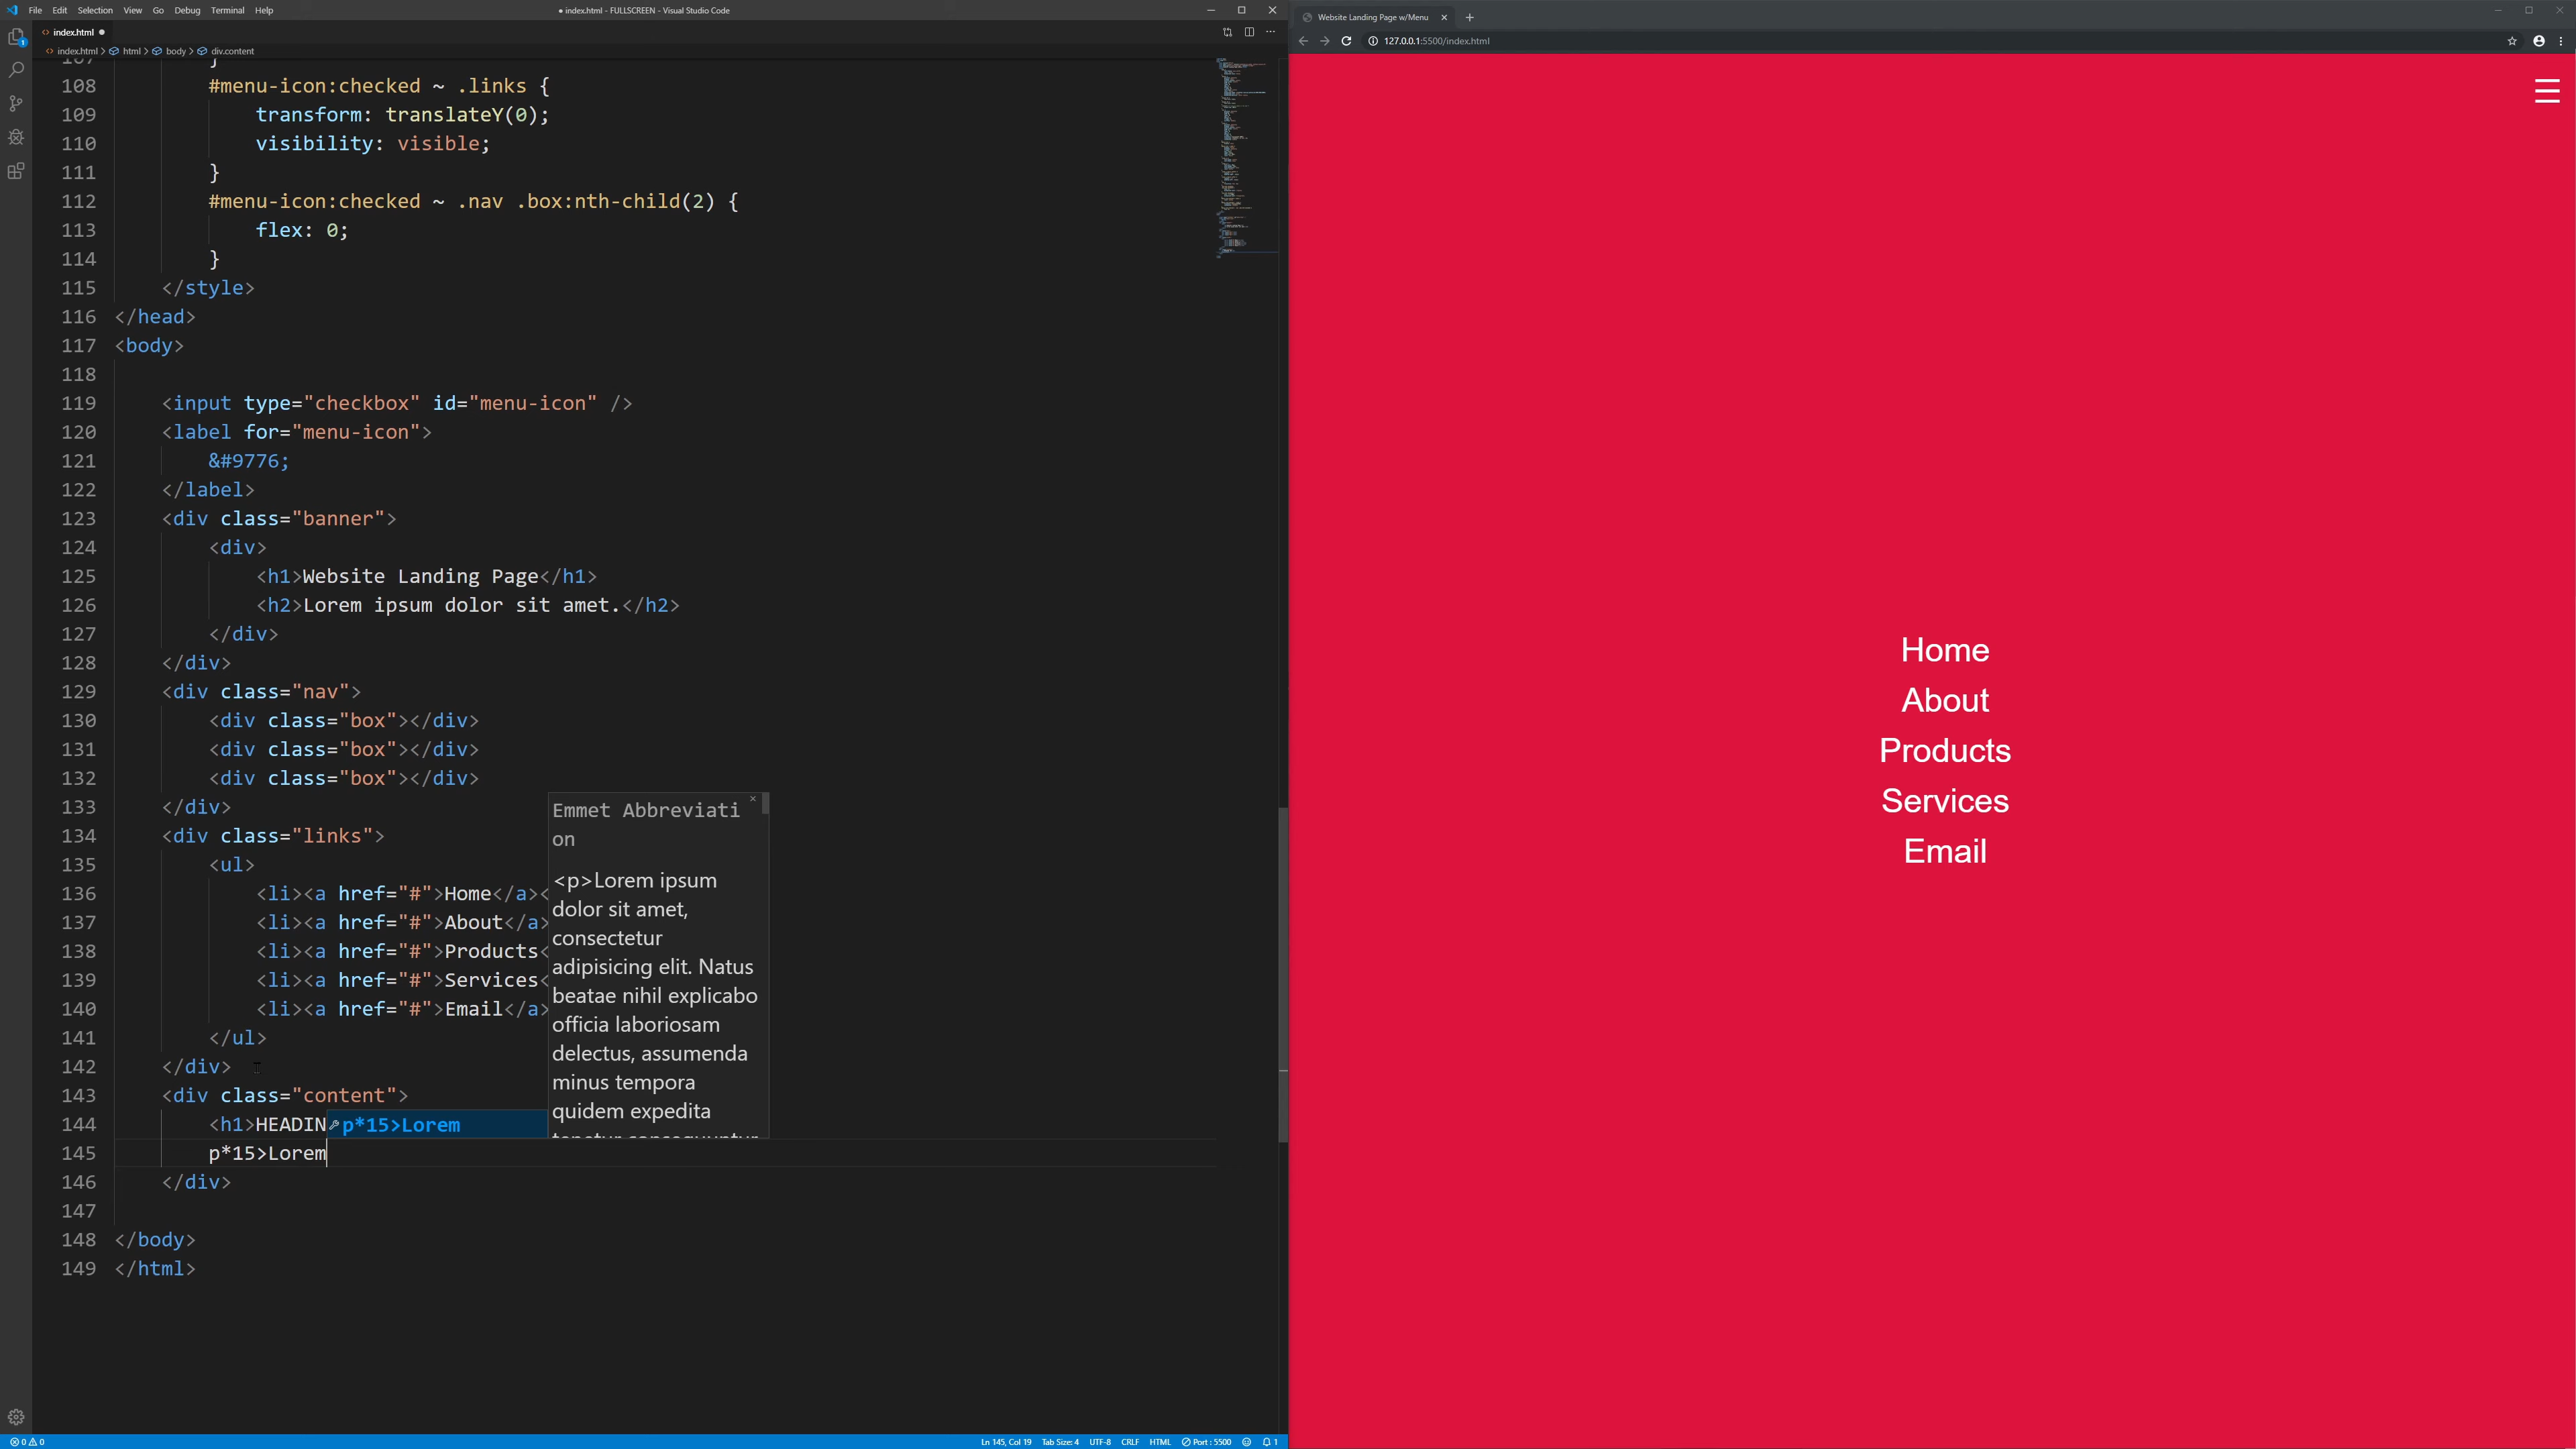 File Edit Selection View Go Debug Terminal Help
● index.html - FULLSCREEN - Visual Studio Code
index.html ●
index.html > html > body > div.content
107 }
108 #menu-icon:checked ~ .links {
109 transform: translateY(0);
110 visibility: visible;
111 }
112 #menu-icon:checked ~ .nav .box:nth-child(2) {
113 flex: 0;
114 }
115 </style>
116 </head>
117 <body>
118
119 <input type="checkbox" id="menu-icon" />
120 <label for="menu-icon">
121 &#9776;
122 </label>
123 <div class="banner">
124 <div>
125 <h1>Website Landing Page</h1>
126 <h2>Lorem ipsum dolor sit amet.</h2>
127 </div>
128 </div>
129 <div class="nav">
130 <div class="box"></div>
131 <div class="box"></div>
132 <div class="box"></div>
133 </div>
134 <div class="links">
135 <ul>
136 <li><a href="#">Home</a><
137 <li><a href="#">About</a>
138 <li><a href="#">Products<
139 <li><a href="#">Services<
140 <li><a href="#">Email</a>
141 </ul>
142 </div>
143 <div class="content">
144 <h1>HEADIN
145 p*15>Lorem
146 </div>
147
148 </body>
149 </html>
p*15>Lorem
Emmet Abbreviati
on
<p>Lorem ipsum
dolor sit amet,
consectetur
adipisicing elit. Natus
beatae nihil explicabo
officia laboriosam
delectus, assumenda
minus tempora
quidem expedita
tenetur consequuntur
1
0 0
Ln 145, Col 19 Tab Size: 4 UTF-8 CRLF HTML Port : 5500 1
Website Landing Page w/Menu
127.0.0.1:5500/index.html
Home
About
Products
Services
Email